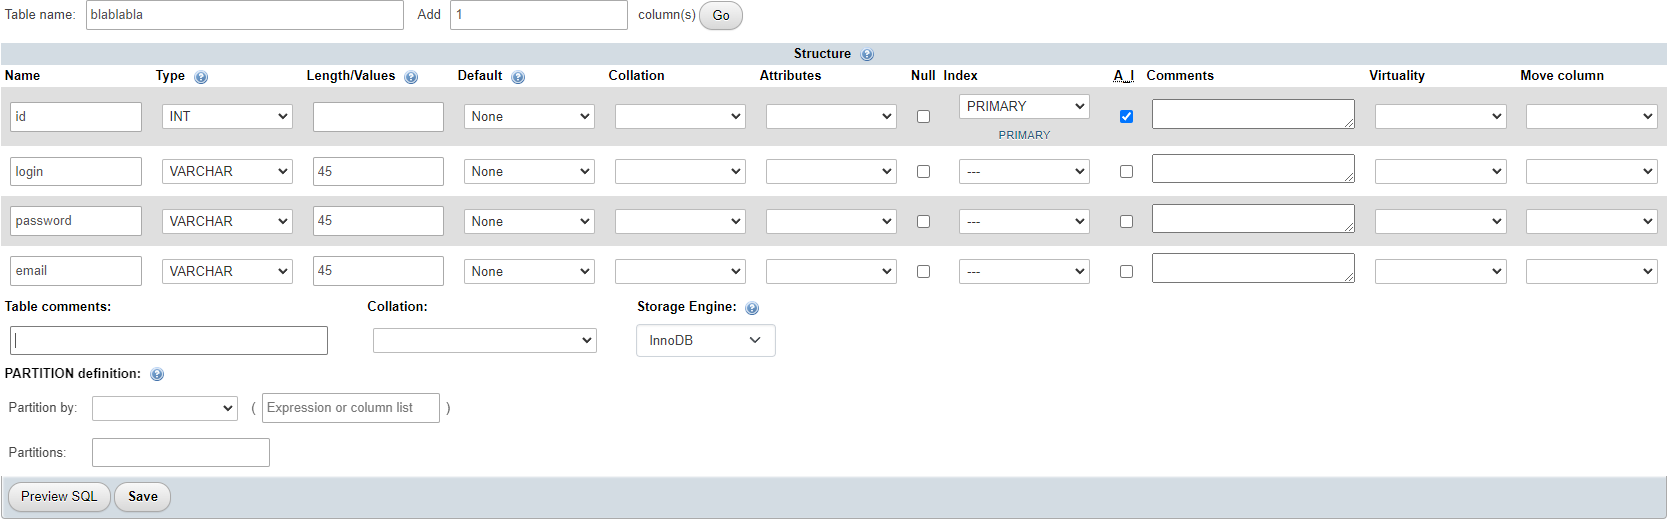 Table name: blablabla Add 1 column(s) Go
Structure
Name Type Length/Values Default Collation Attributes Null Index A_I Comments Virtuality Move column
id INT None PRIMARY
PRIMARY
login VARCHAR 45 None ---
password VARCHAR 45 None ---
email VARCHAR 45 None ---
Table comments: Collation: Storage Engine:
InnoDB
PARTITION definition:
Partition by: ( Expression or column list )
Partitions:
Preview SQL Save